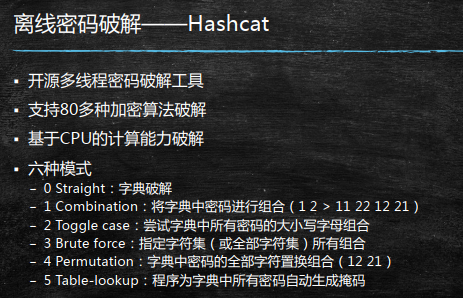 离线密码破解——Hashcat
▪ 开源多线程密码破解工具
▪ 支持80多种加密算法破解
▪ 基于CPU的计算能力破解
▪ 六种模式
– 0 Straight：字典破解
– 1 Combination：将字典中密码进行组合（1 2 > 11 22 12 21）
– 2 Toggle case：尝试字典中所有密码的大小写字母组合
– 3 Brute force：指定字符集（或全部字符集）所有组合
– 4 Permutation：字典中密码的全部字符置换组合（12 21）
– 5 Table-lookup：程序为字典中所有密码自动生成掩码